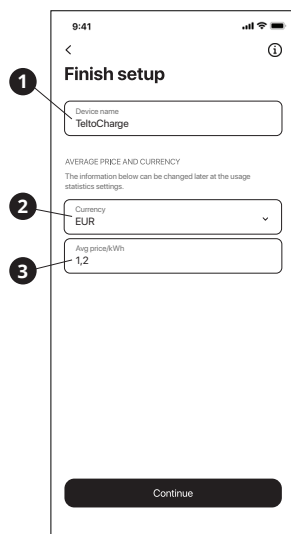 9:41
Finish setup
1
Device name
TeltoCharge
AVERAGE PRICE AND CURRENCY
The information below can be changed later at the usage
statistics settings.
2
Currency
EUR
Avg price/kWh
3
1,2
Continue